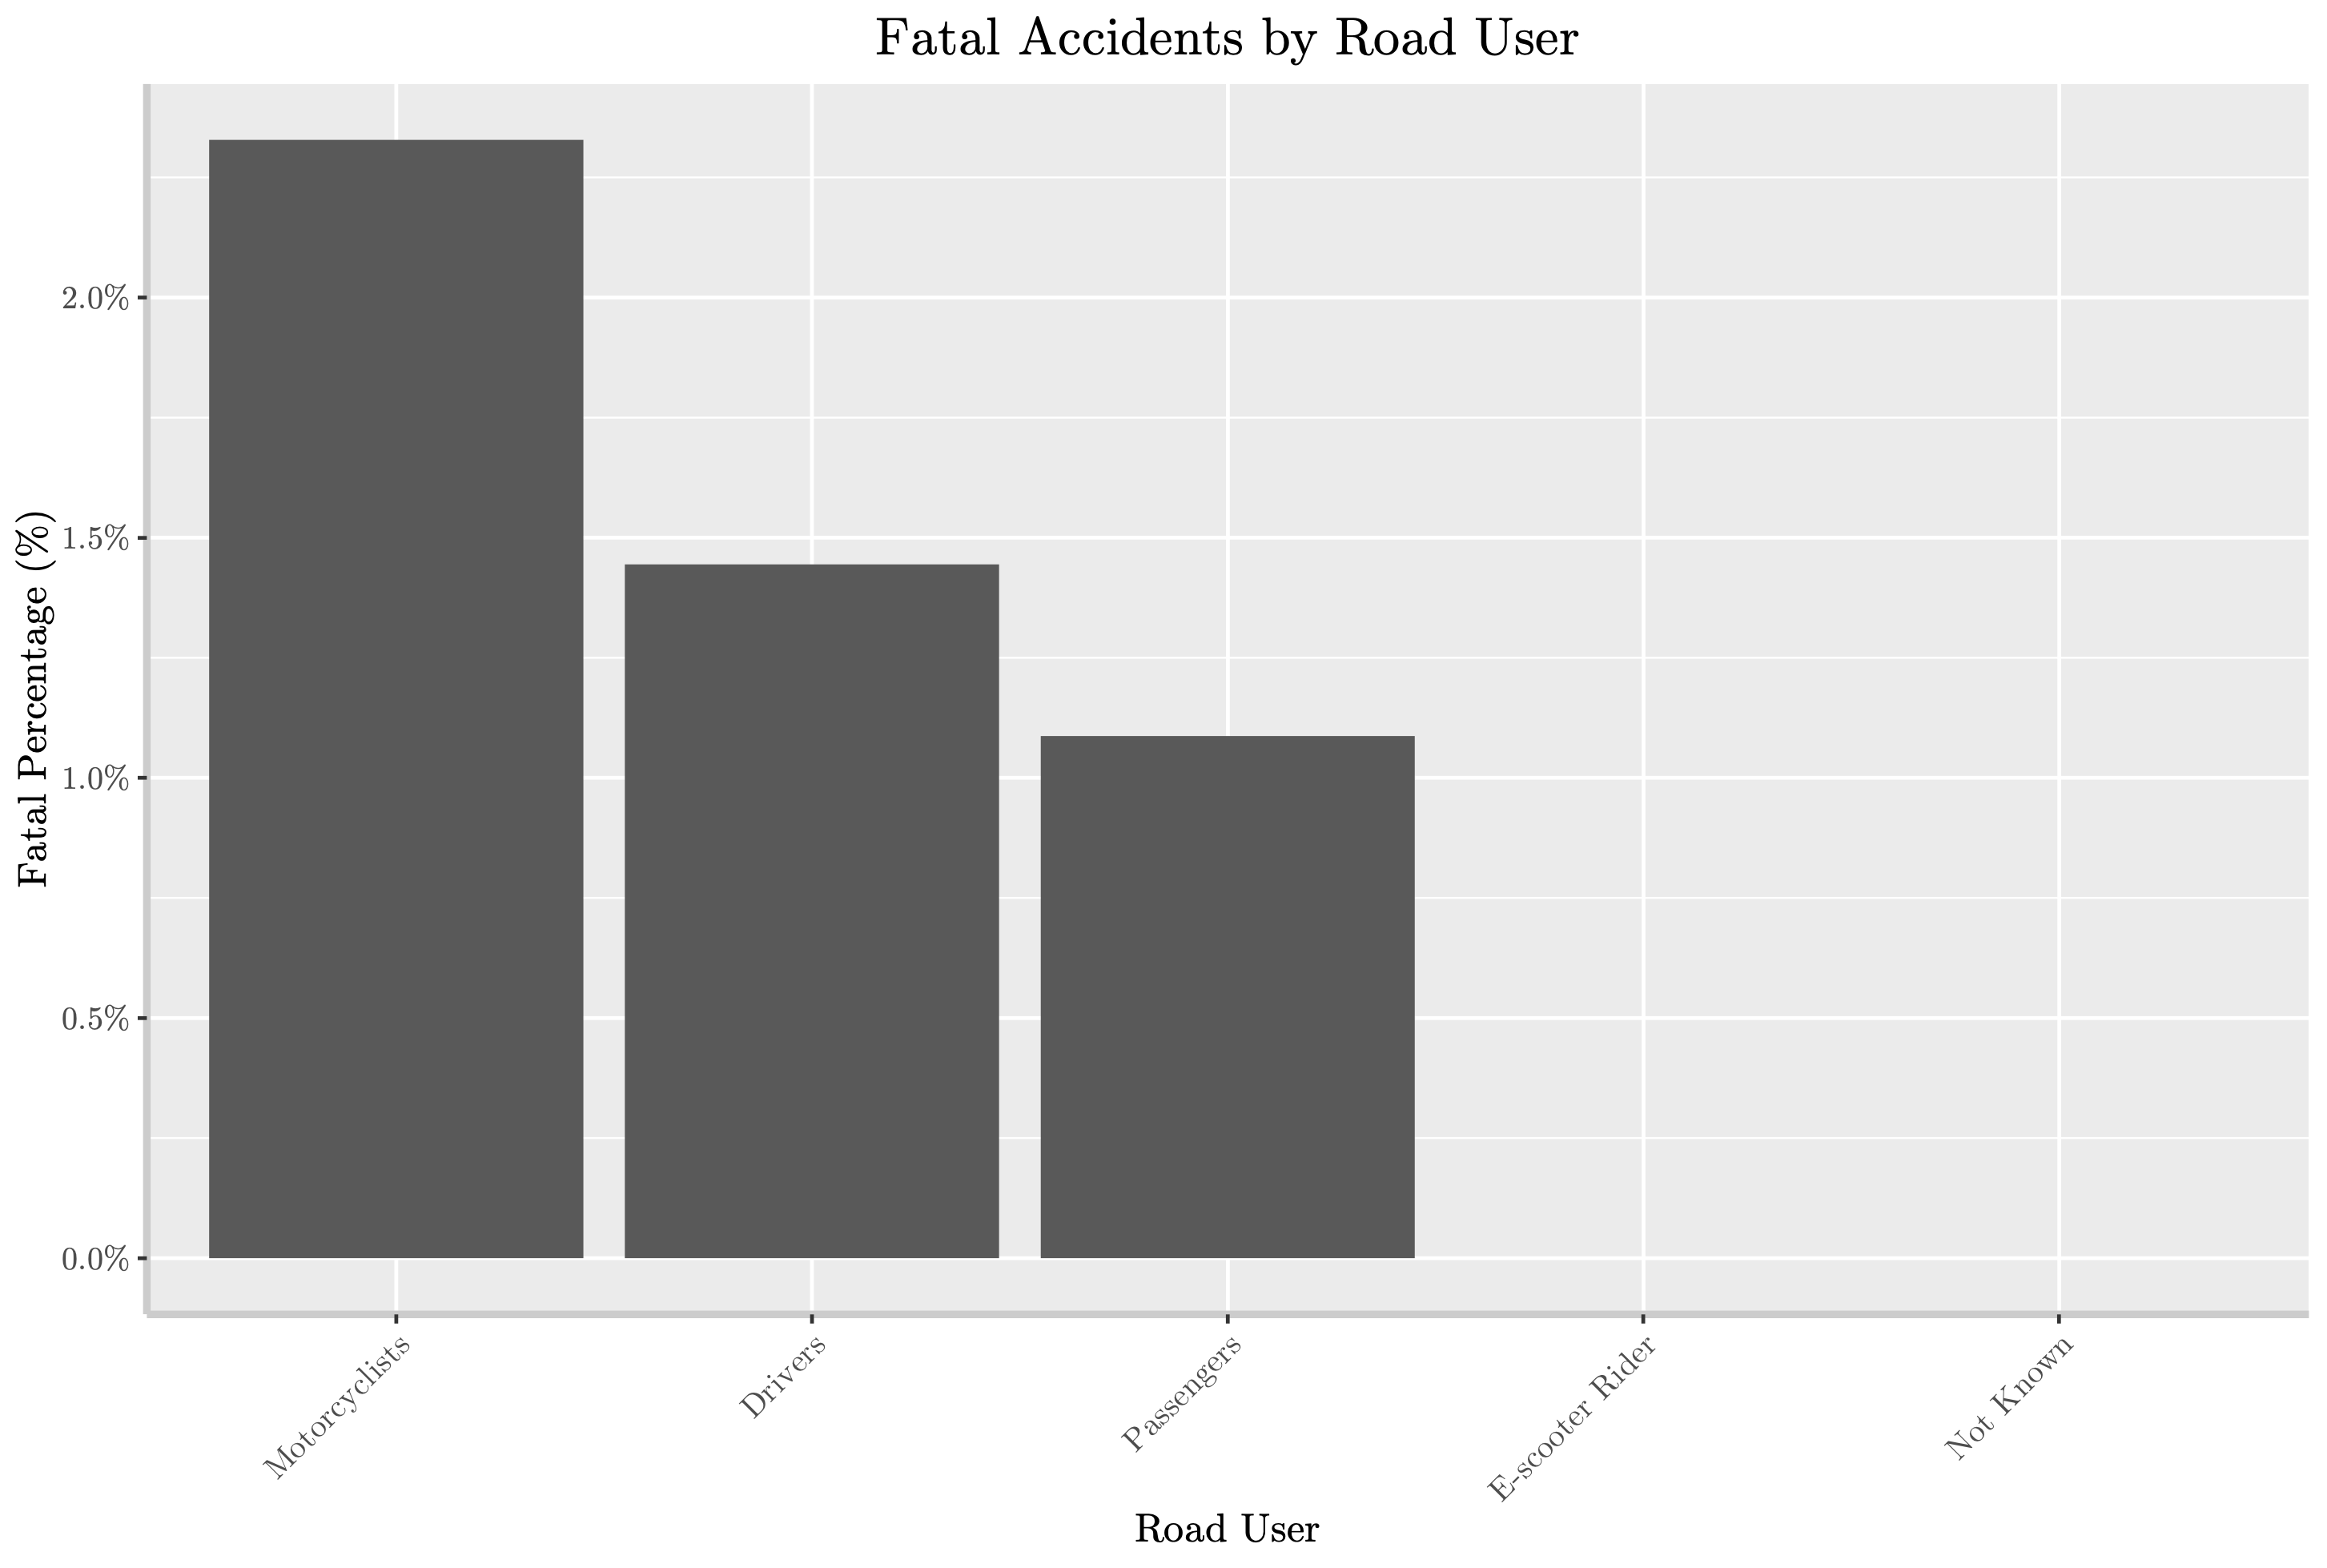 Fatal Accidents by Road User
Fatal Percentage (%)
2.0%
1.5%
1.0%
0.5%
0.0%
Motorcyclists
Drivers
Passengers
E-scooter Rider
Not Known
Road User